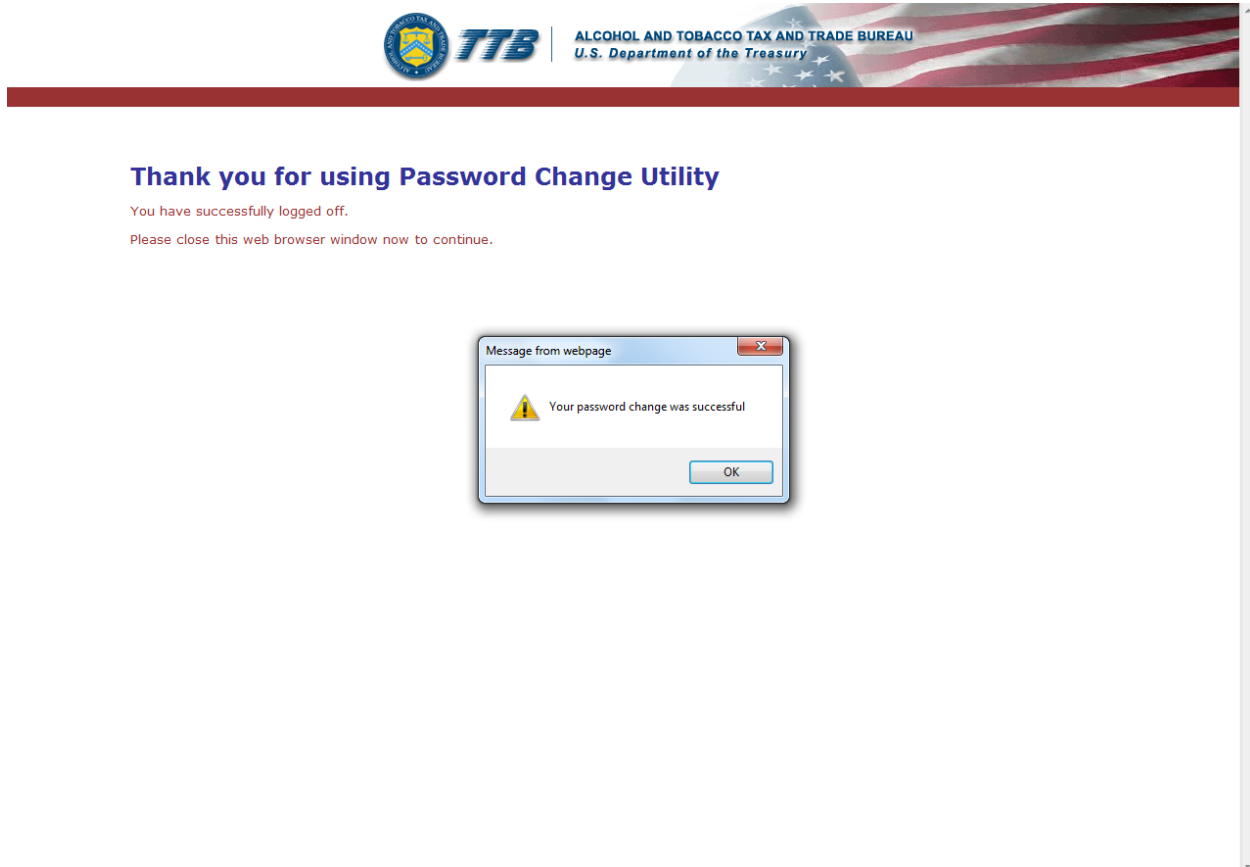 TTB
ALCOHOL AND TOBACCO TAX AND TRADE BUREAU
U.S. Department of the Treasury
Thank you for using Password Change Utility
You have successfully logged off.
Please close this web browser window now to continue.
Message from webpage
Your password change was successful
OK